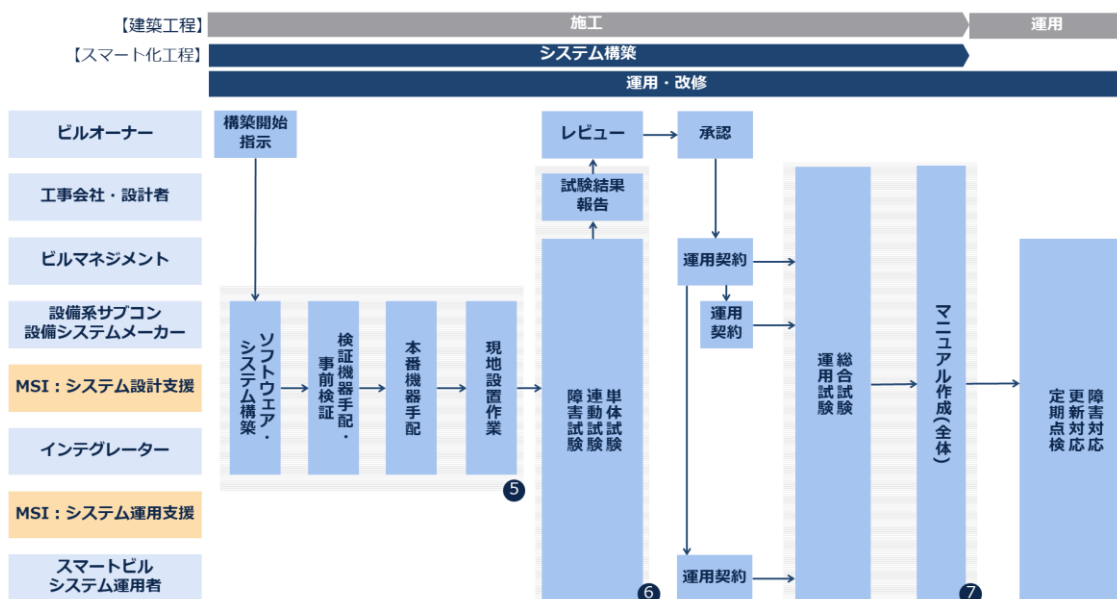 【建築工程】
施工
運用
【スマート化工程】
システム構築
運用・改修
ビルオーナー
構築開始
指示
レビュー
承認
工事会社・設計者
試験結果
報告
ビルマネジメント
運用契約
設備系サブコン
設備システムメーカー
運用
契約
MSI：システム設計支援
インテグレーター
MSI：システム運用支援
スマートビル
システム運用者
運用契約
ソフトウェア・
システム構築
検証機器手配・
事前検証
本番機器手配
現地設置作業
単体試験
連動試験
障害試験
総合試験
運用試験
マニュアル作成(全体)
障害対応
更新対応
定期点検
5
6
7